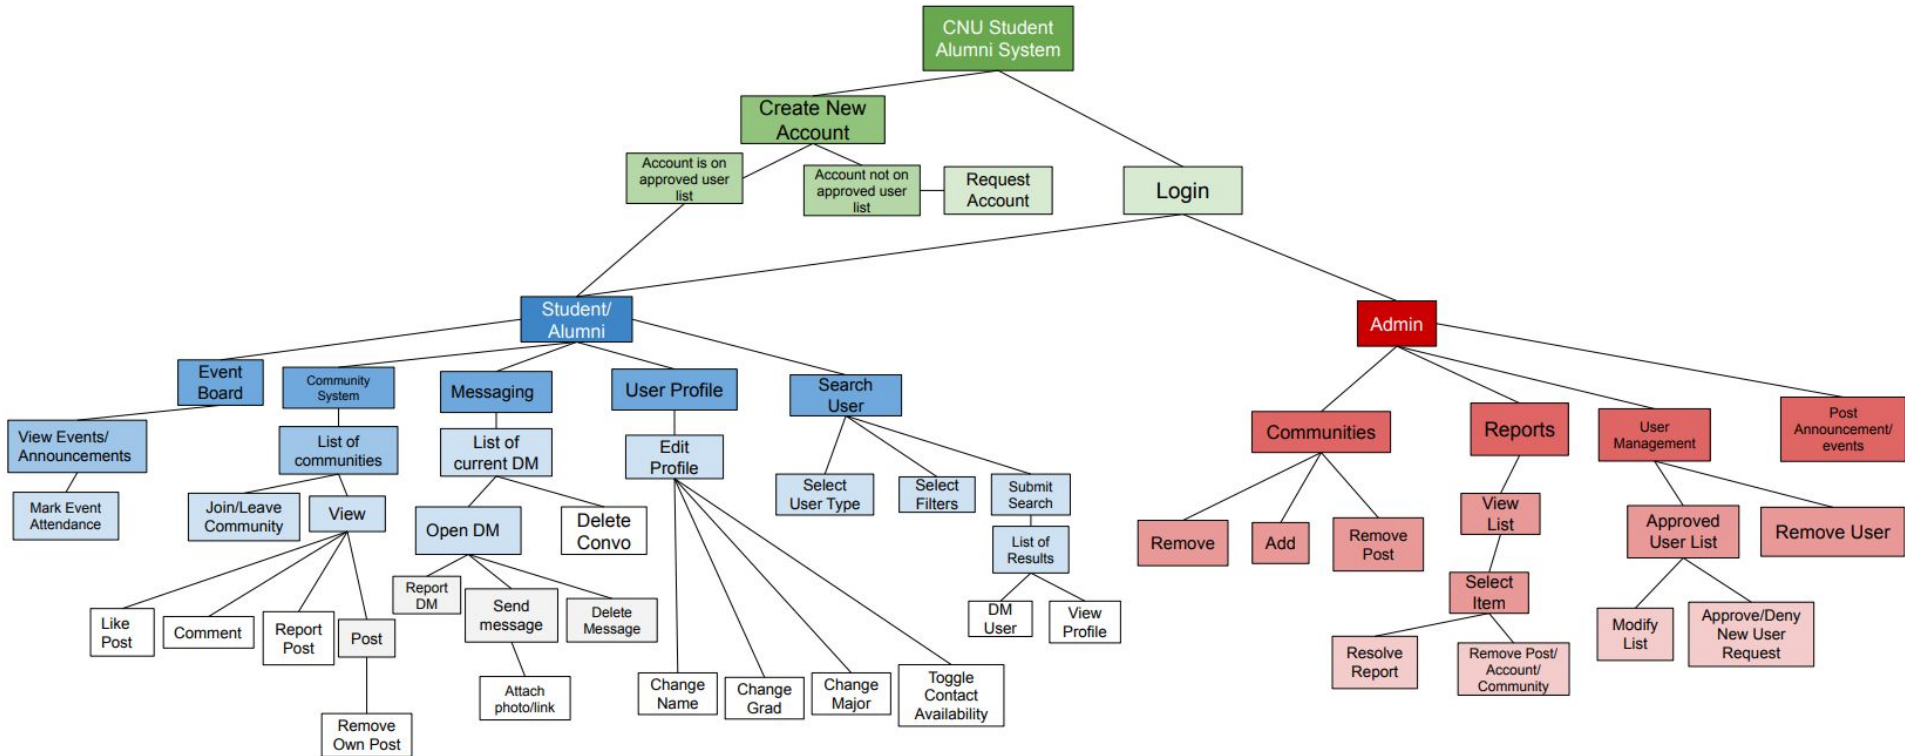 CNU Student
Alumni System
Create New
Account
Account is on
approved user
list
Account not on
approved user
list
Request
Account
Login
Student/
Alumni
Admin
Event
Board
Community
System
Messaging
User Profile
Search
User
Communities
Reports
User
Management
Post
Announcement/
events
View Events/
Announcements
List of
communities
List of
current DM
Edit
Profile
Select
User Type
Select
Filters
Submit
Search
Mark Event
Attendance
Join/Leave
Community
View
Open DM
Delete
Convo
List of
Results
Remove
Add
Remove
Post
View
List
Approved
User List
Remove User
Like
Post
Comment
Report
Post
Post
Report
DM
Send
message
Delete
Message
DM
User
View
Profile
Select
Item
Modify
List
Approve/Deny
New User
Request
Resolve
Report
Remove Post/
Account/
Community
Remove
Own Post
Attach
photo/link
Change
Name
Change
Grad
Change
Major
Toggle
Contact
Availability